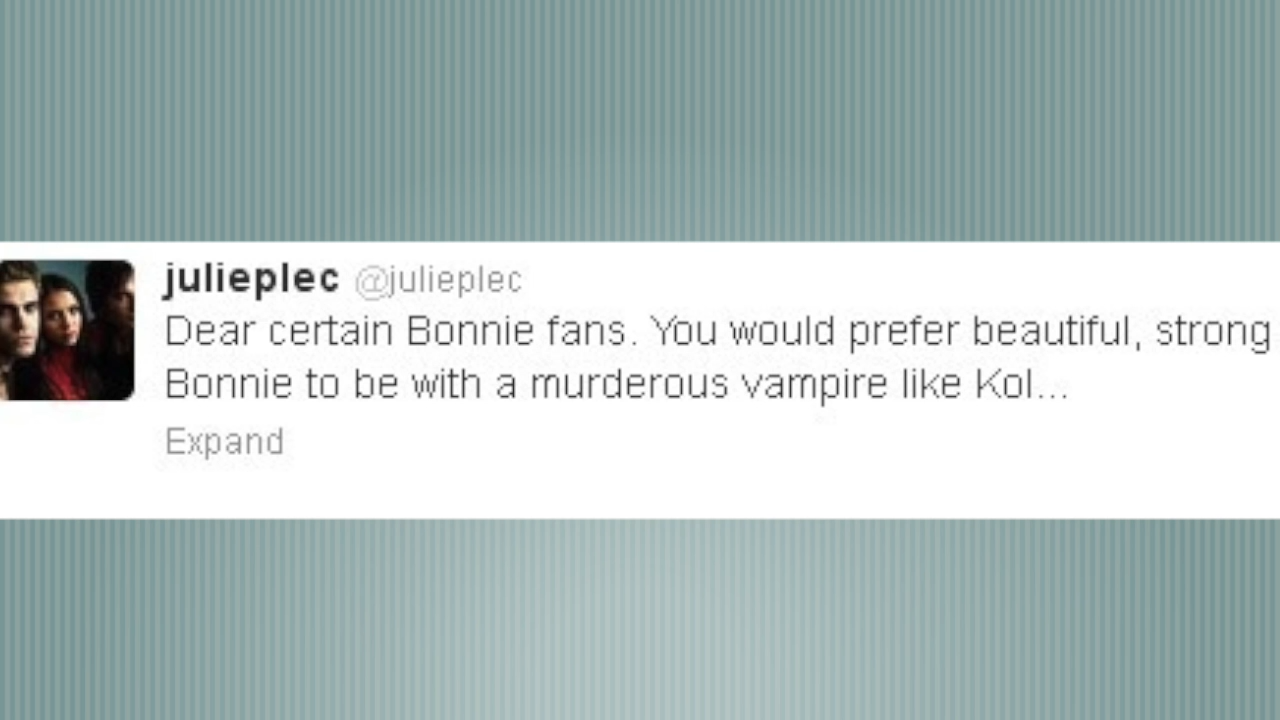 julieplec @julieplec
Dear certain Bonnie fans. You would prefer beautiful, strong
Bonnie to be with a murderous vampire like Kol...
Expand